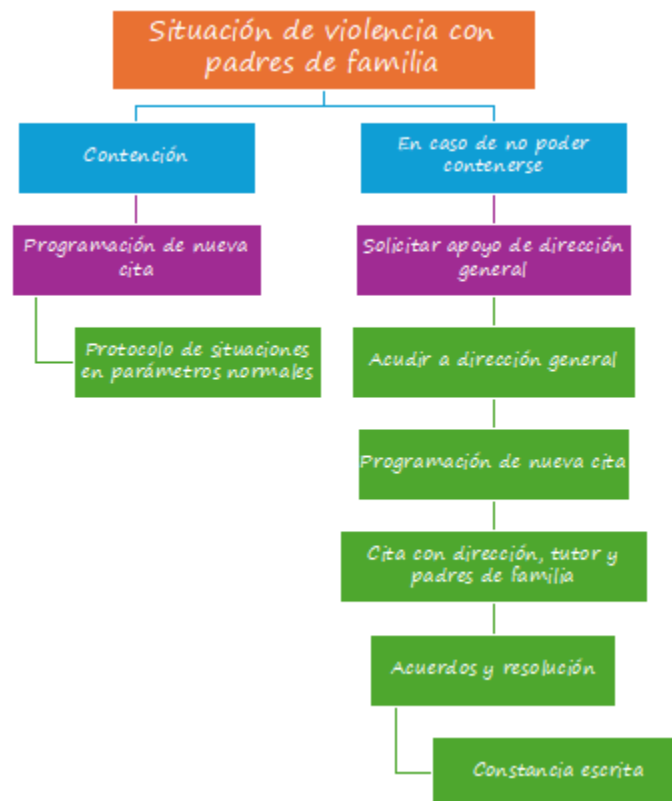 Situación de violencia con
padres de familia
Contención
En caso de no poder
contenerse
Programación de nueva
cita
Solicitar apoyo de dirección
general
Protocolo de situaciones
en parámetros normales
Acudir a dirección general
Programación de nueva cita
Cita con dirección, tutor y
padres de familia
Acuerdos y resolución
Constancia escrita